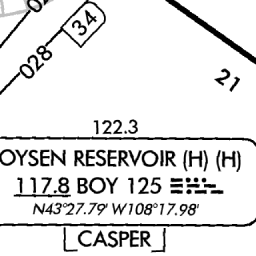 34
028
21
122.3
OYSEN RESERVOIR (H) (H)
117.8 BOY 125
N43°27.79' W108°17.98'
CASPER